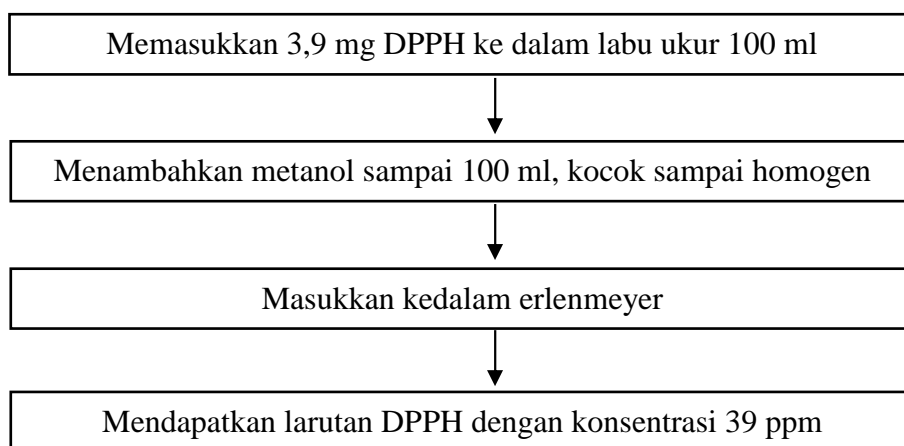 Memasukkan 3,9 mg DPPH ke dalam labu ukur 100 ml
Menambahkan metanol sampai 100 ml, kocok sampai homogen
Masukkan kedalam erlenmeyer
Mendapatkan larutan DPPH dengan konsentrasi 39 ppm